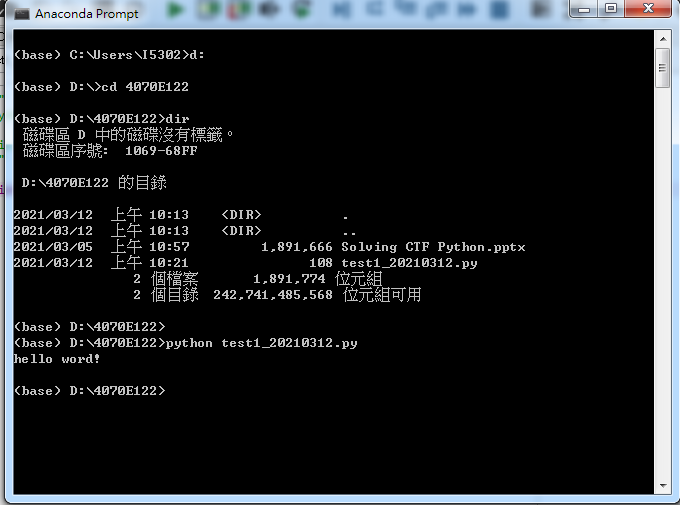 Anaconda Prompt
(base) C:\Users\I5302>d:
(base) D:\>cd 4070E122
(base) D:\4070E122>dir
磁碟區 D 中的磁碟沒有標籤。
磁碟區序號:  1069-68FF
D:\4070E122 的目錄
2021/03/12  上午 10:13    <DIR>          .
2021/03/12  上午 10:13    <DIR>          ..
2021/03/05  上午 10:57         1,891,666 Solving CTF Python.pptx
2021/03/12  上午 10:21               108 test1_20210312.py
2 個檔案       1,891,774 位元組
2 個目錄  242,741,485,568 位元組可用
(base) D:\4070E122>
(base) D:\4070E122>python test1_20210312.py
hello word!
(base) D:\4070E122>